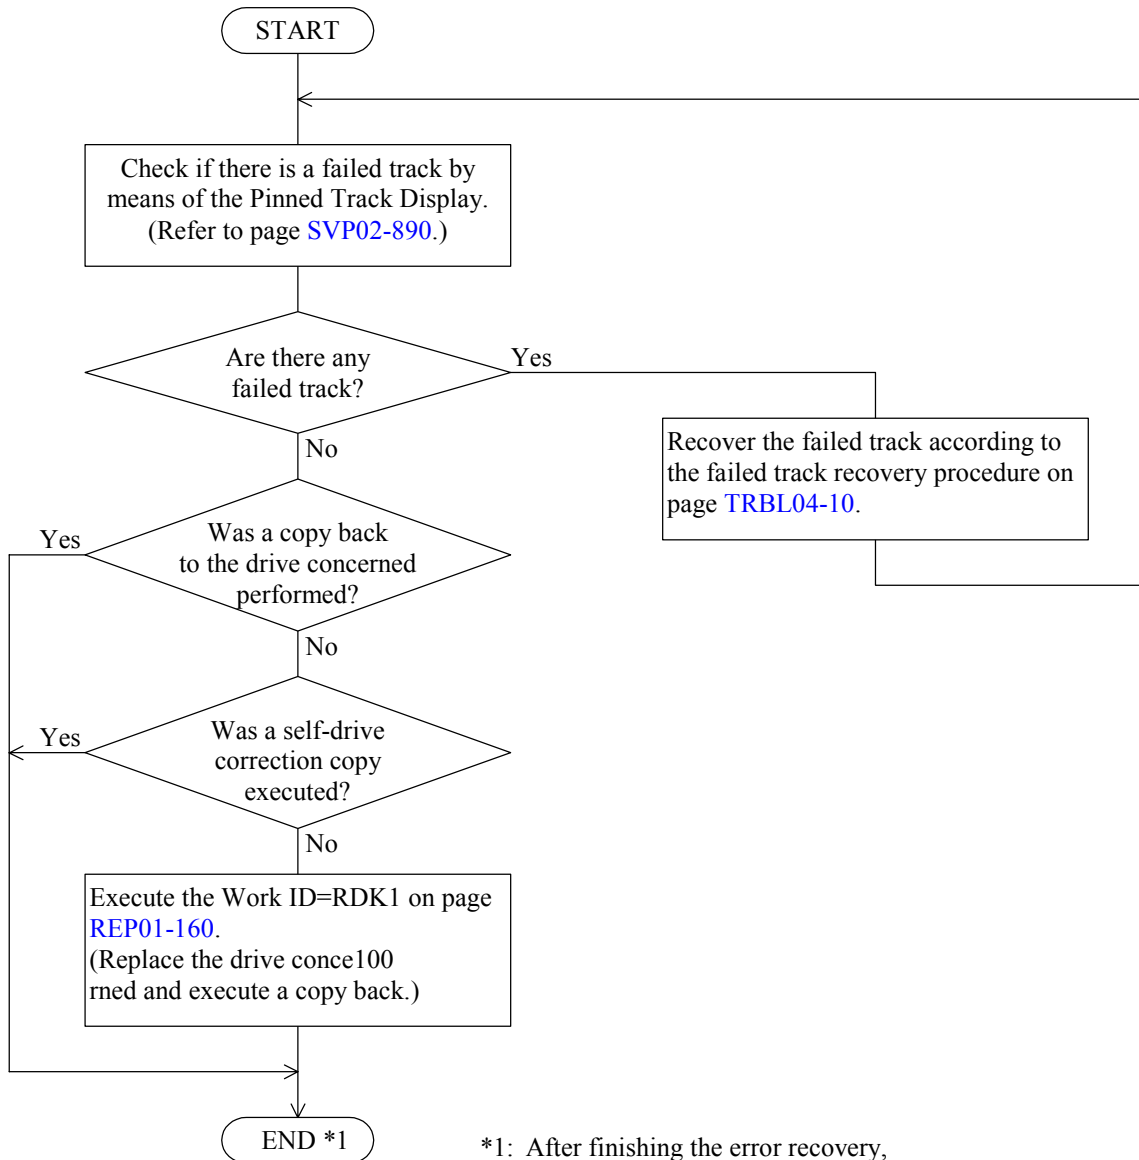 START
Check if there is a failed track by
means of the Pinned Track Display.
(Refer to page SVP02-890.)
Are there any
failed track?
Yes
No
Recover the failed track according to
the failed track recovery procedure on
page TRBL04-10.
Was a copy back
to the drive concerned
performed?
Yes
No
Was a self-drive
correction copy
executed?
Yes
No
Execute the Work ID=RDK1 on page
REP01-160.
(Replace the drive conce100
rned and execute a copy back.)
END *1
*1: After finishing the error recovery,